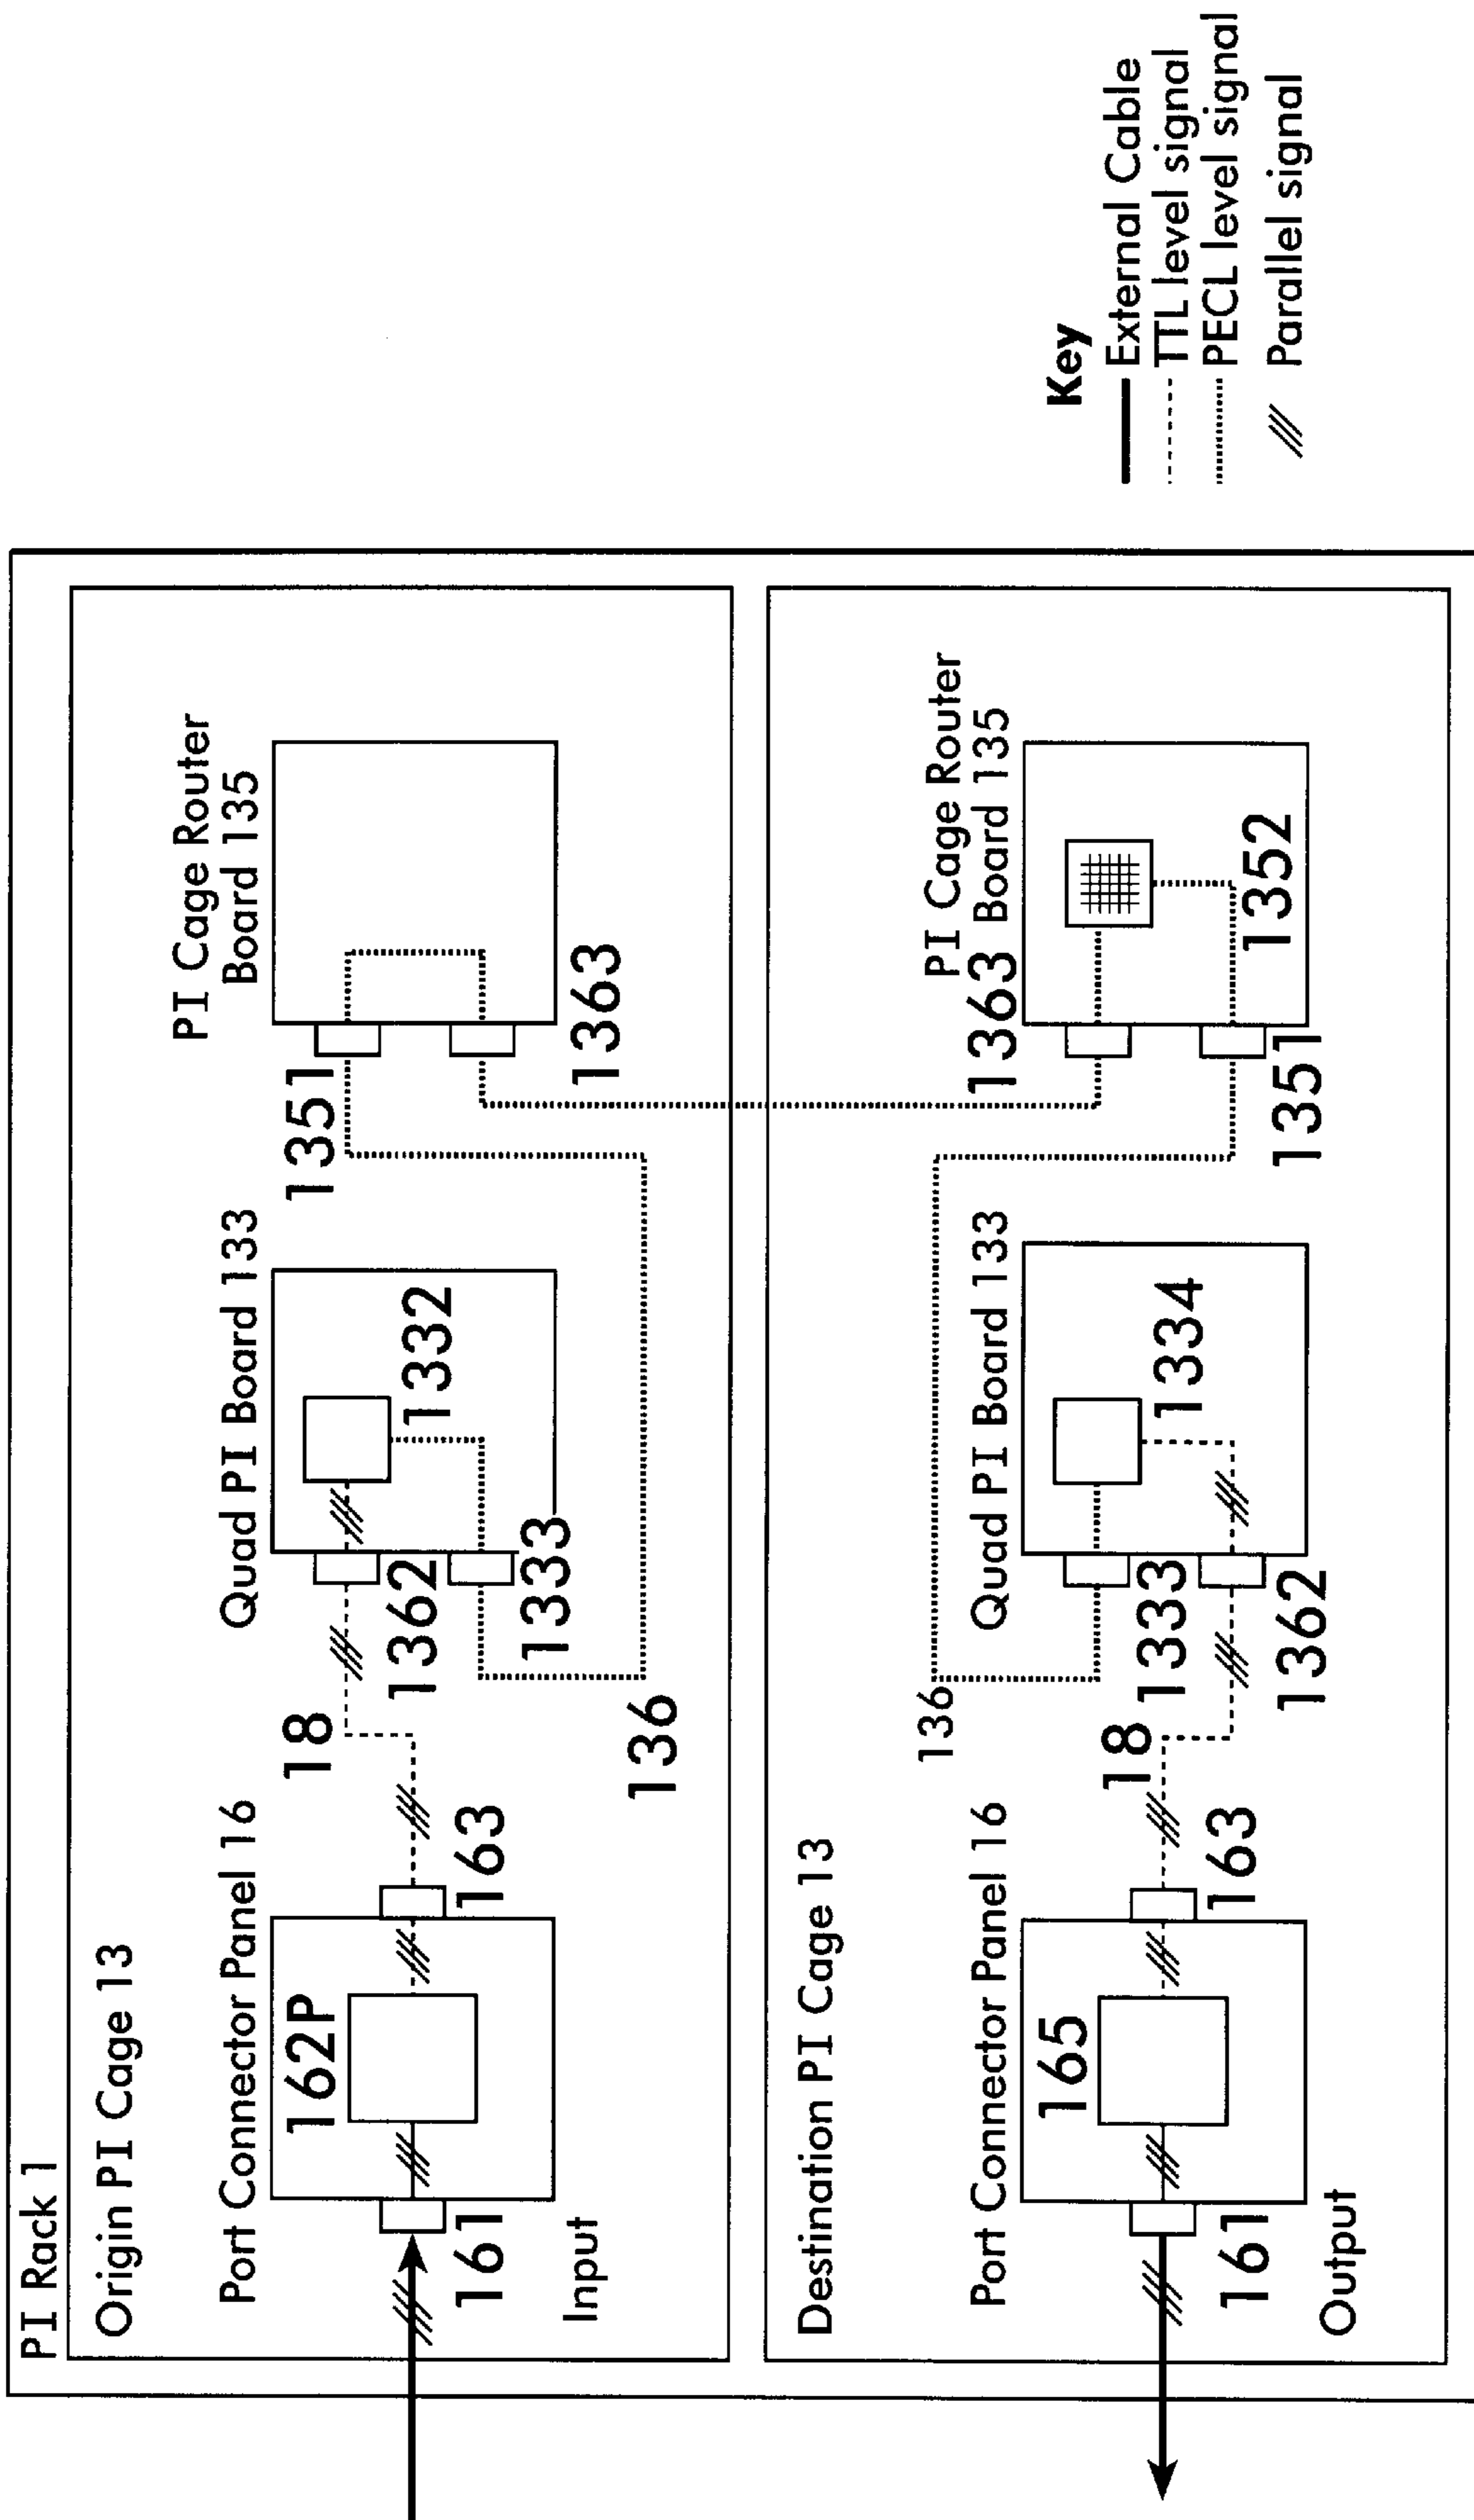 PI Rack 1
Origin PI Cage 13
PI Cage Router
Board 135
Port Connector Panel 16
Quad PI Board 133
162P
18
1351
1362
1332
161
163
1333
1363
Input
136
Destination PI Cage 13
136
PI Cage Router
Board 135
Port Connector Panel 16
Quad PI Board 133
1363
165
18
1333
1334
161
163
1362
1351
1352
Output
Key
External Cable
TTL level signal
PECL level signal
Parallel signal